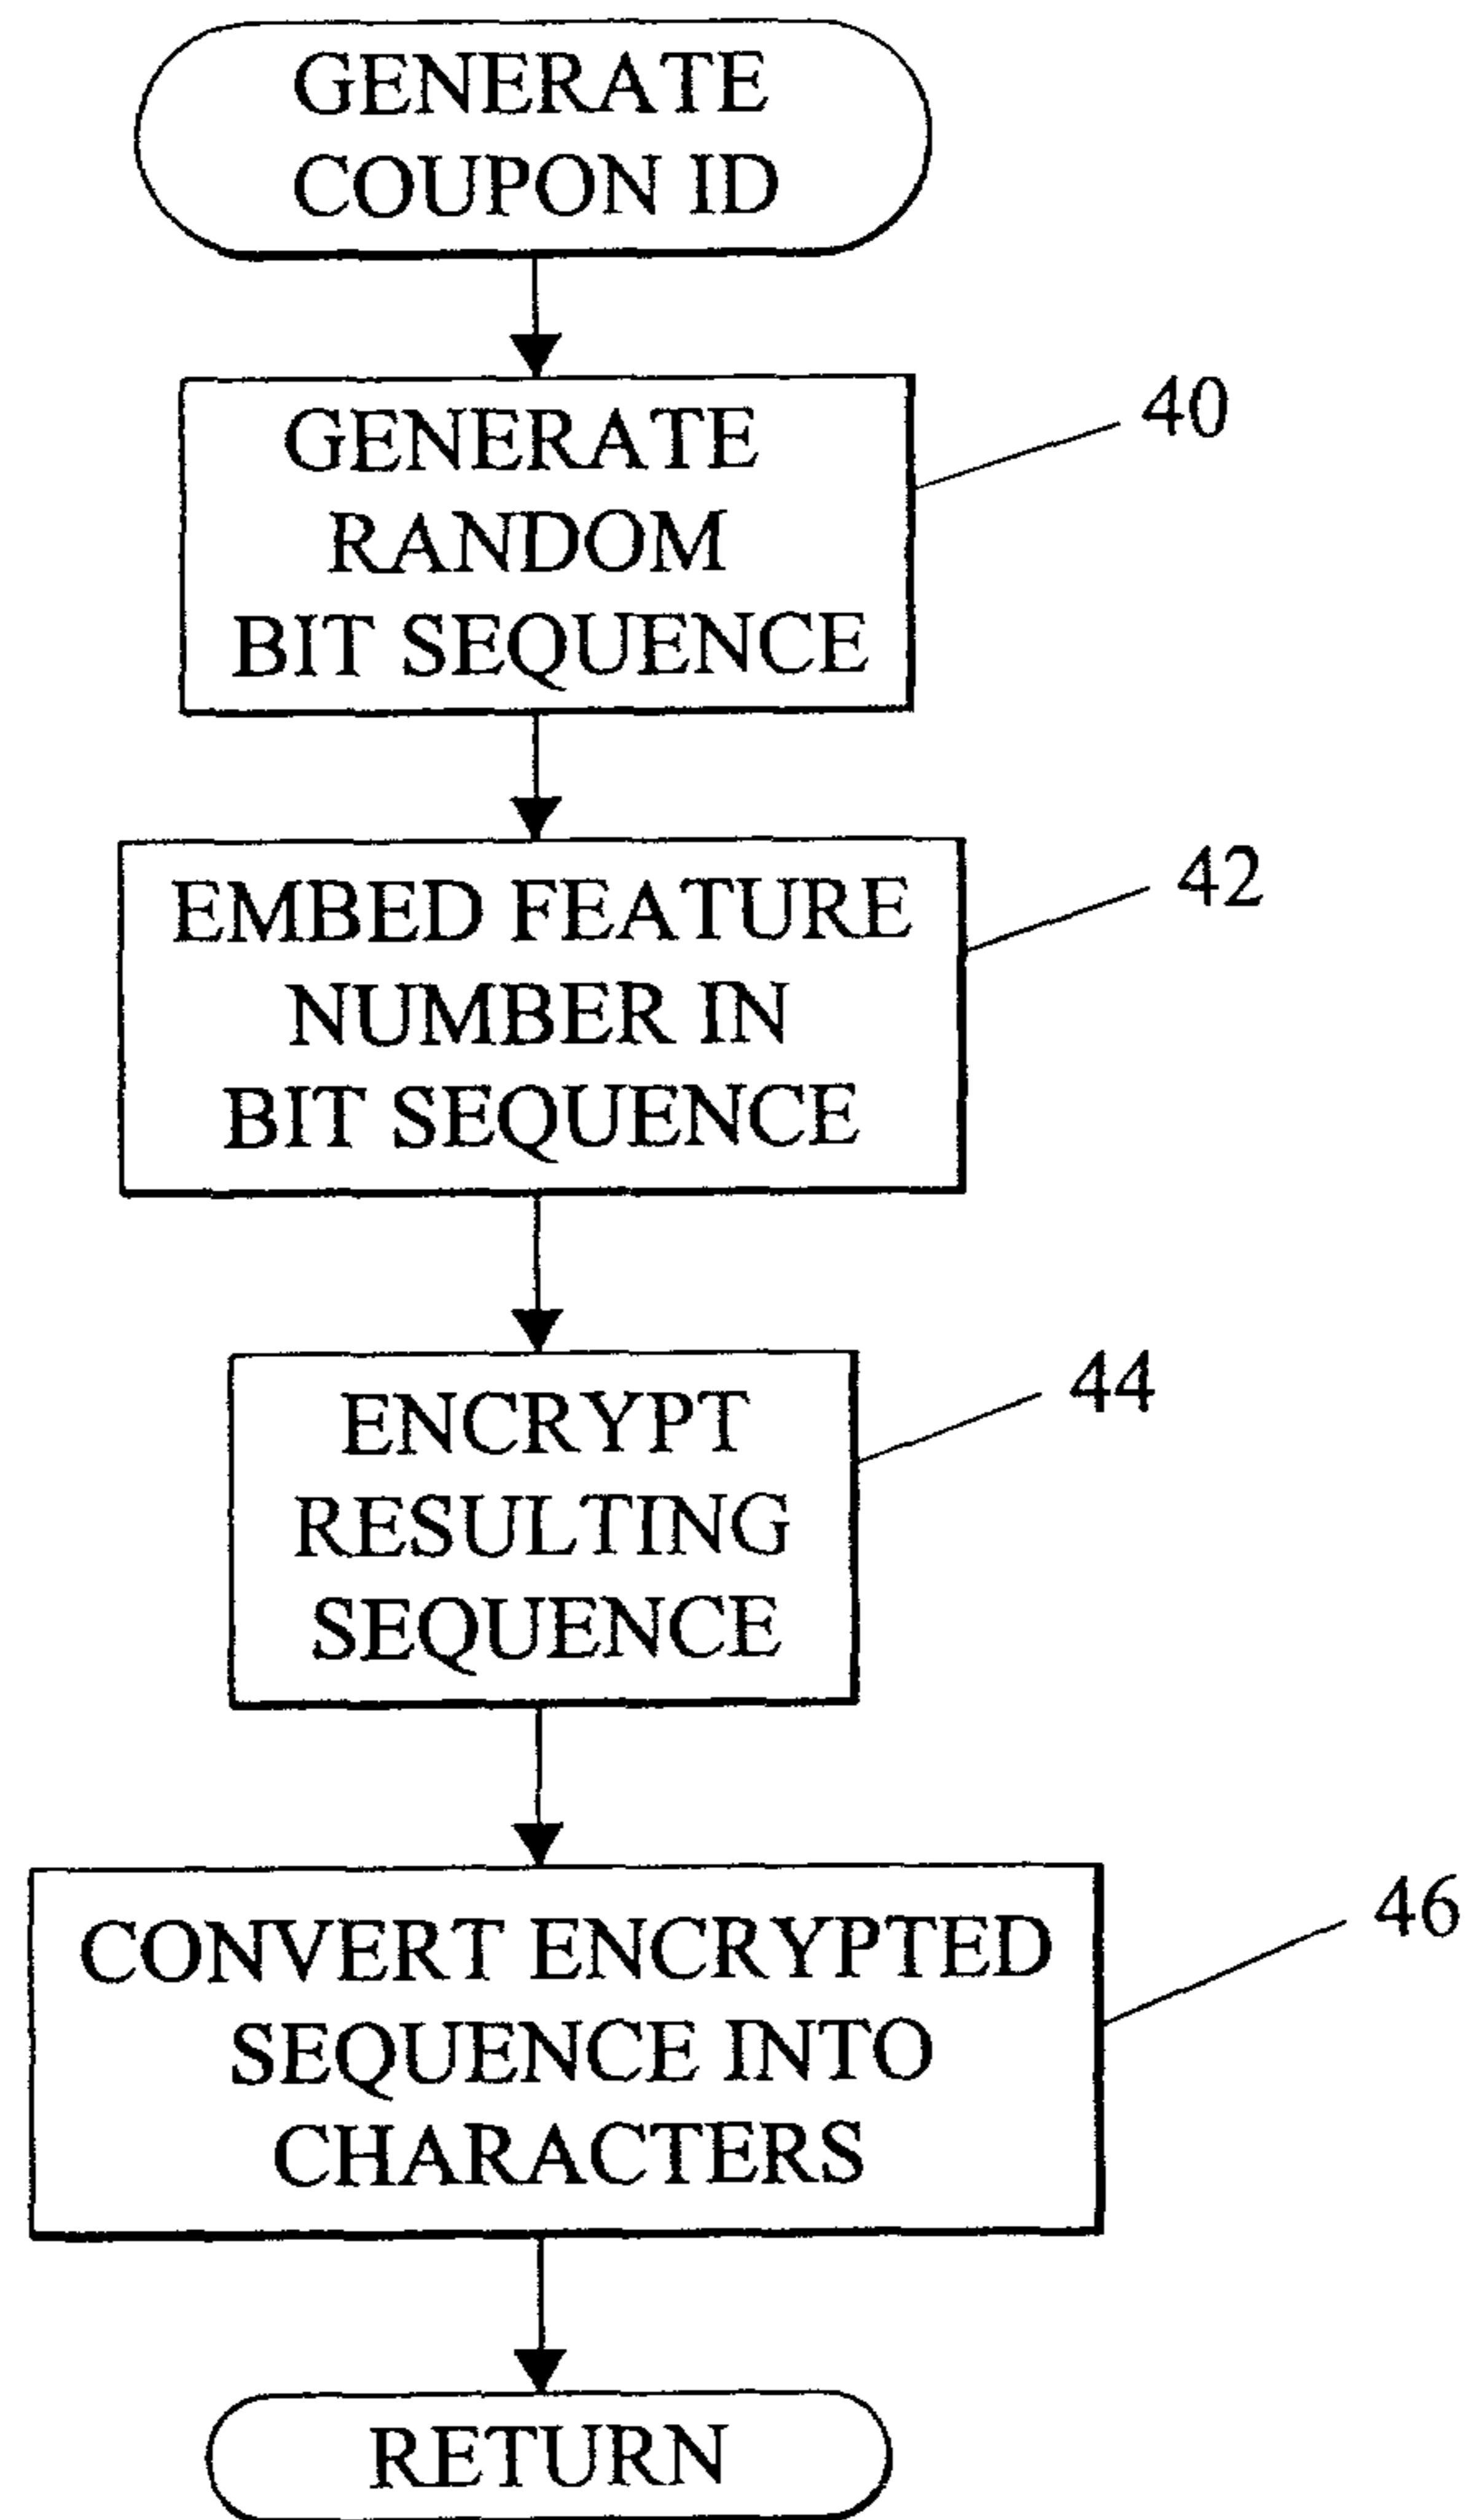 GENERATE
COUPON ID
GENERATE
RANDOM
BIT SEQUENCE
40
EMBED FEATURE
NUMBER IN
BIT SEQUENCE
42
ENCRYPT
RESULTING
SEQUENCE
44
CONVERT ENCRYPTED
SEQUENCE INTO
CHARACTERS
46
RETURN